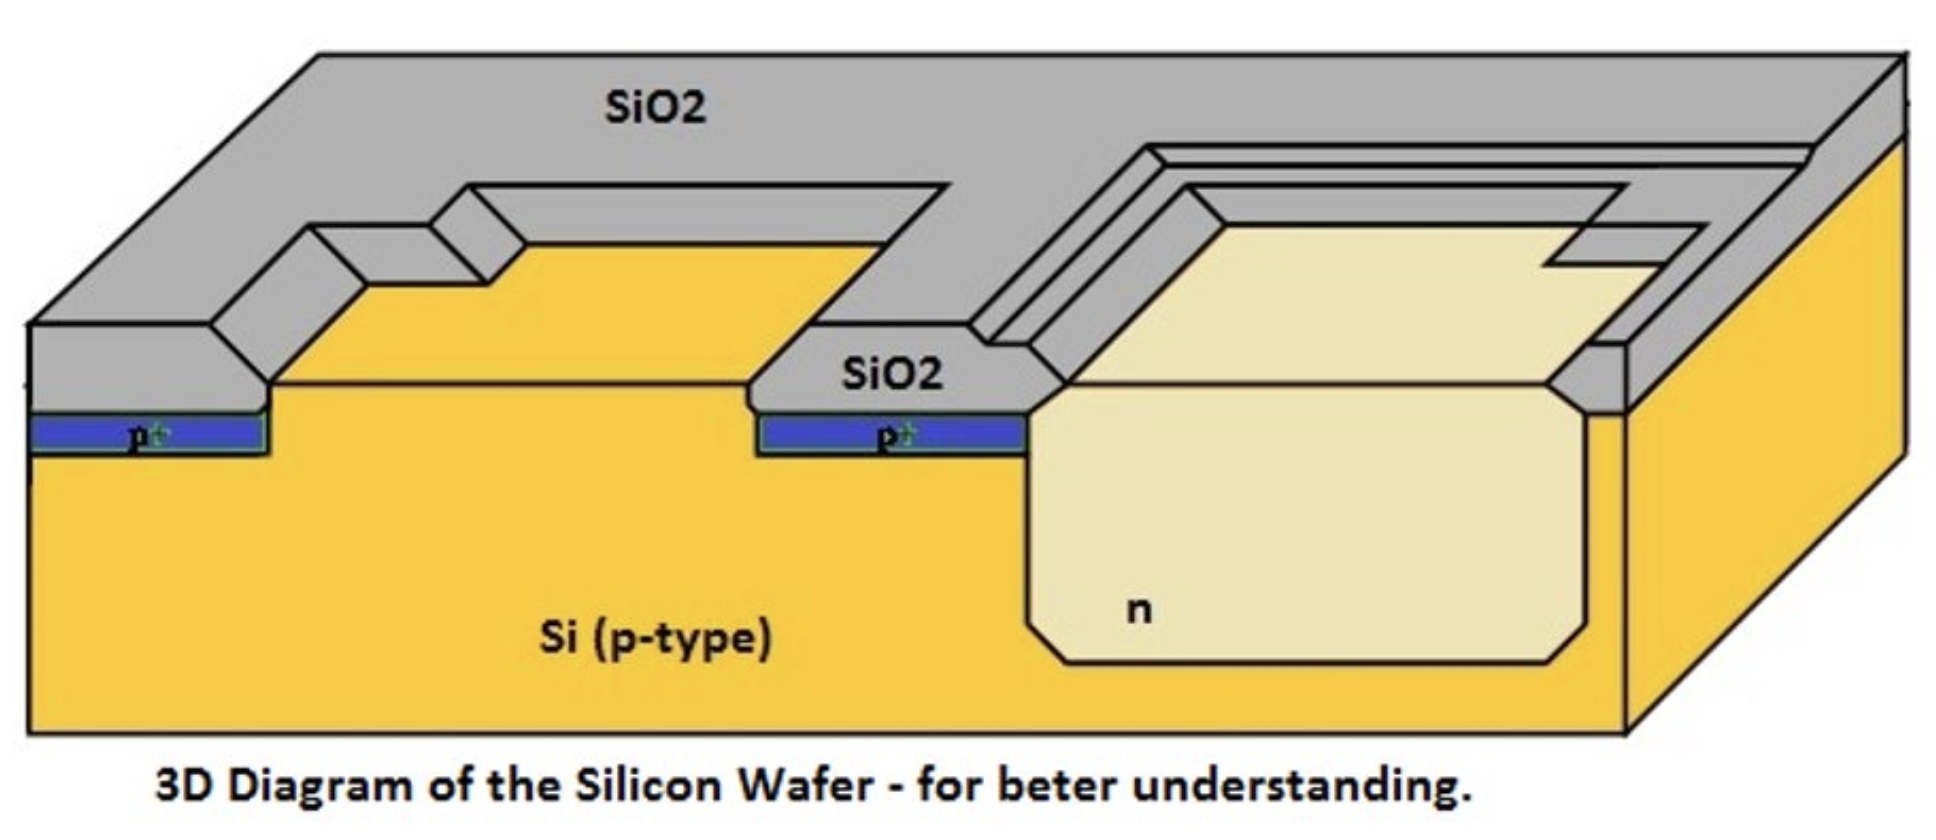 SiO2
SiO2
p+ p+
n
Si (p-type)
3D Diagram of the Silicon Wafer - for beter understanding.